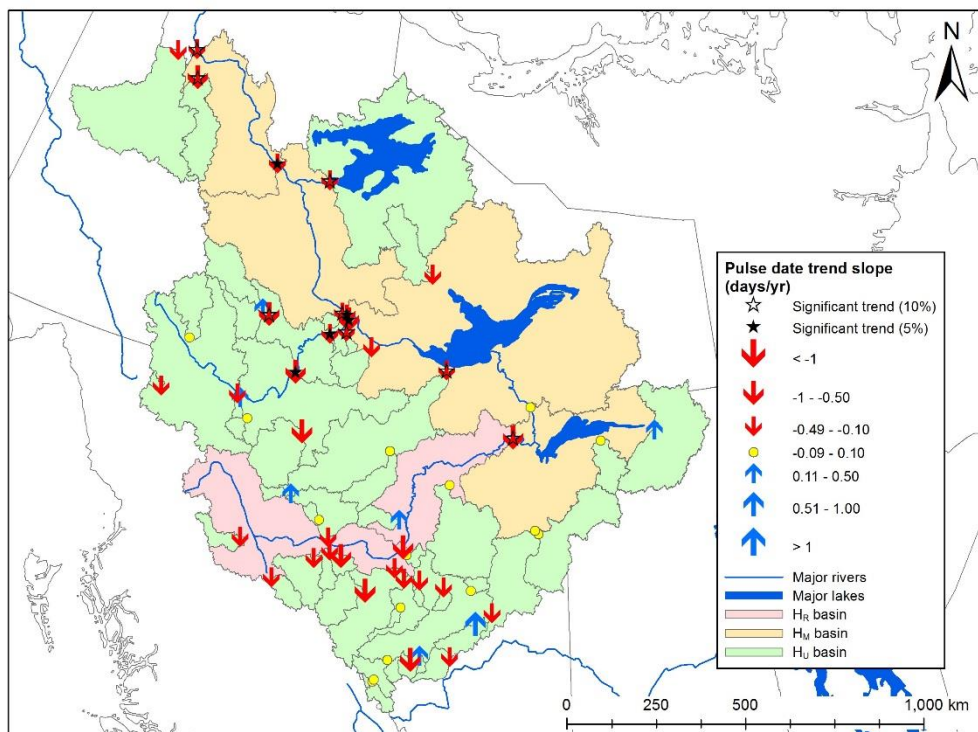 N
Pulse date trend slope
(days/yr)
Significant trend (10%)
Significant trend (5%)
< -1
-1 - -0.50
-0.49 - -0.10
-0.09 - 0.10
0.11 - 0.50
0.51 - 1.00
> 1
Major rivers
Major lakes
HR basin
HM basin
HU basin
0 250 500 1,000 km